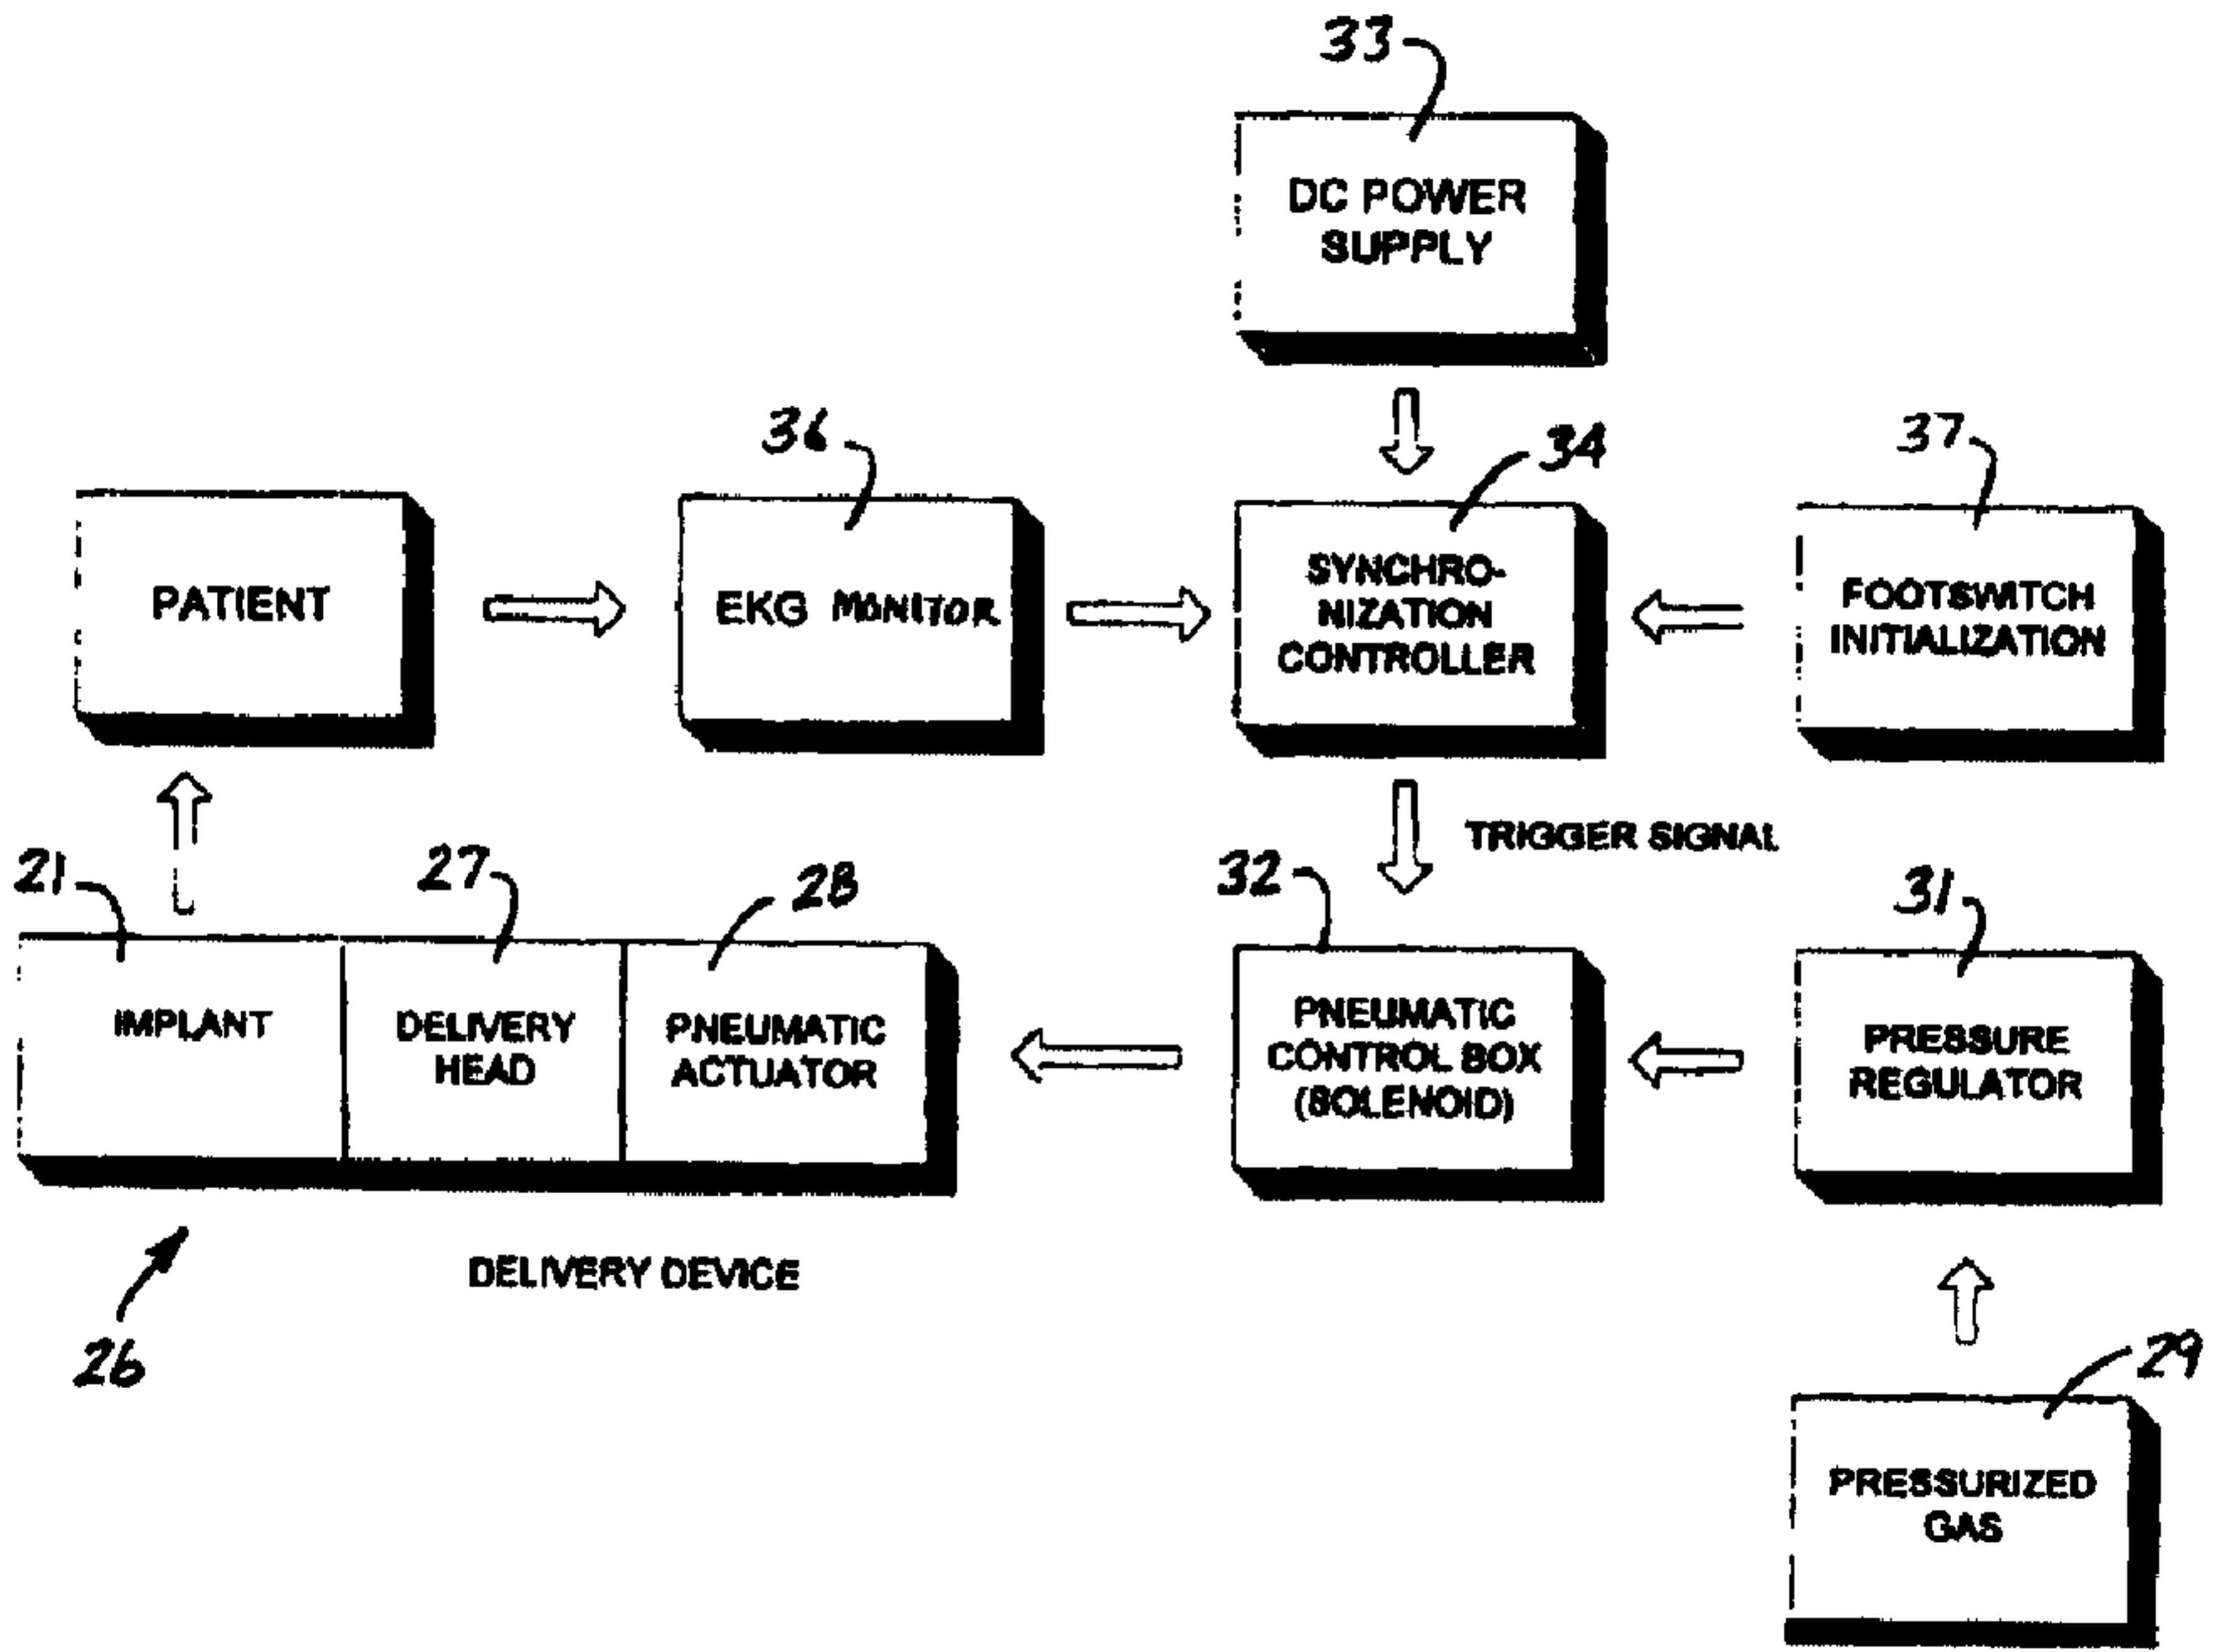 33
DC POWER
SUPPLY
36
34
37
PATIENT
EKG MONITOR
SYNCHRO-
NIZATION
CONTROLLER
FOOTSWITCH
INITIALIZATION
TRIGGER SIGNAL
21
27
28
32
31
IMPLANT
DELIVERY
HEAD
PNEUMATIC
ACTUATOR
PNEUMATIC
CONTROL BOX
(SOLENOID)
PRESSURE
REGULATOR
26
DELIVERY DEVICE
29
PRESSURIZED
GAS